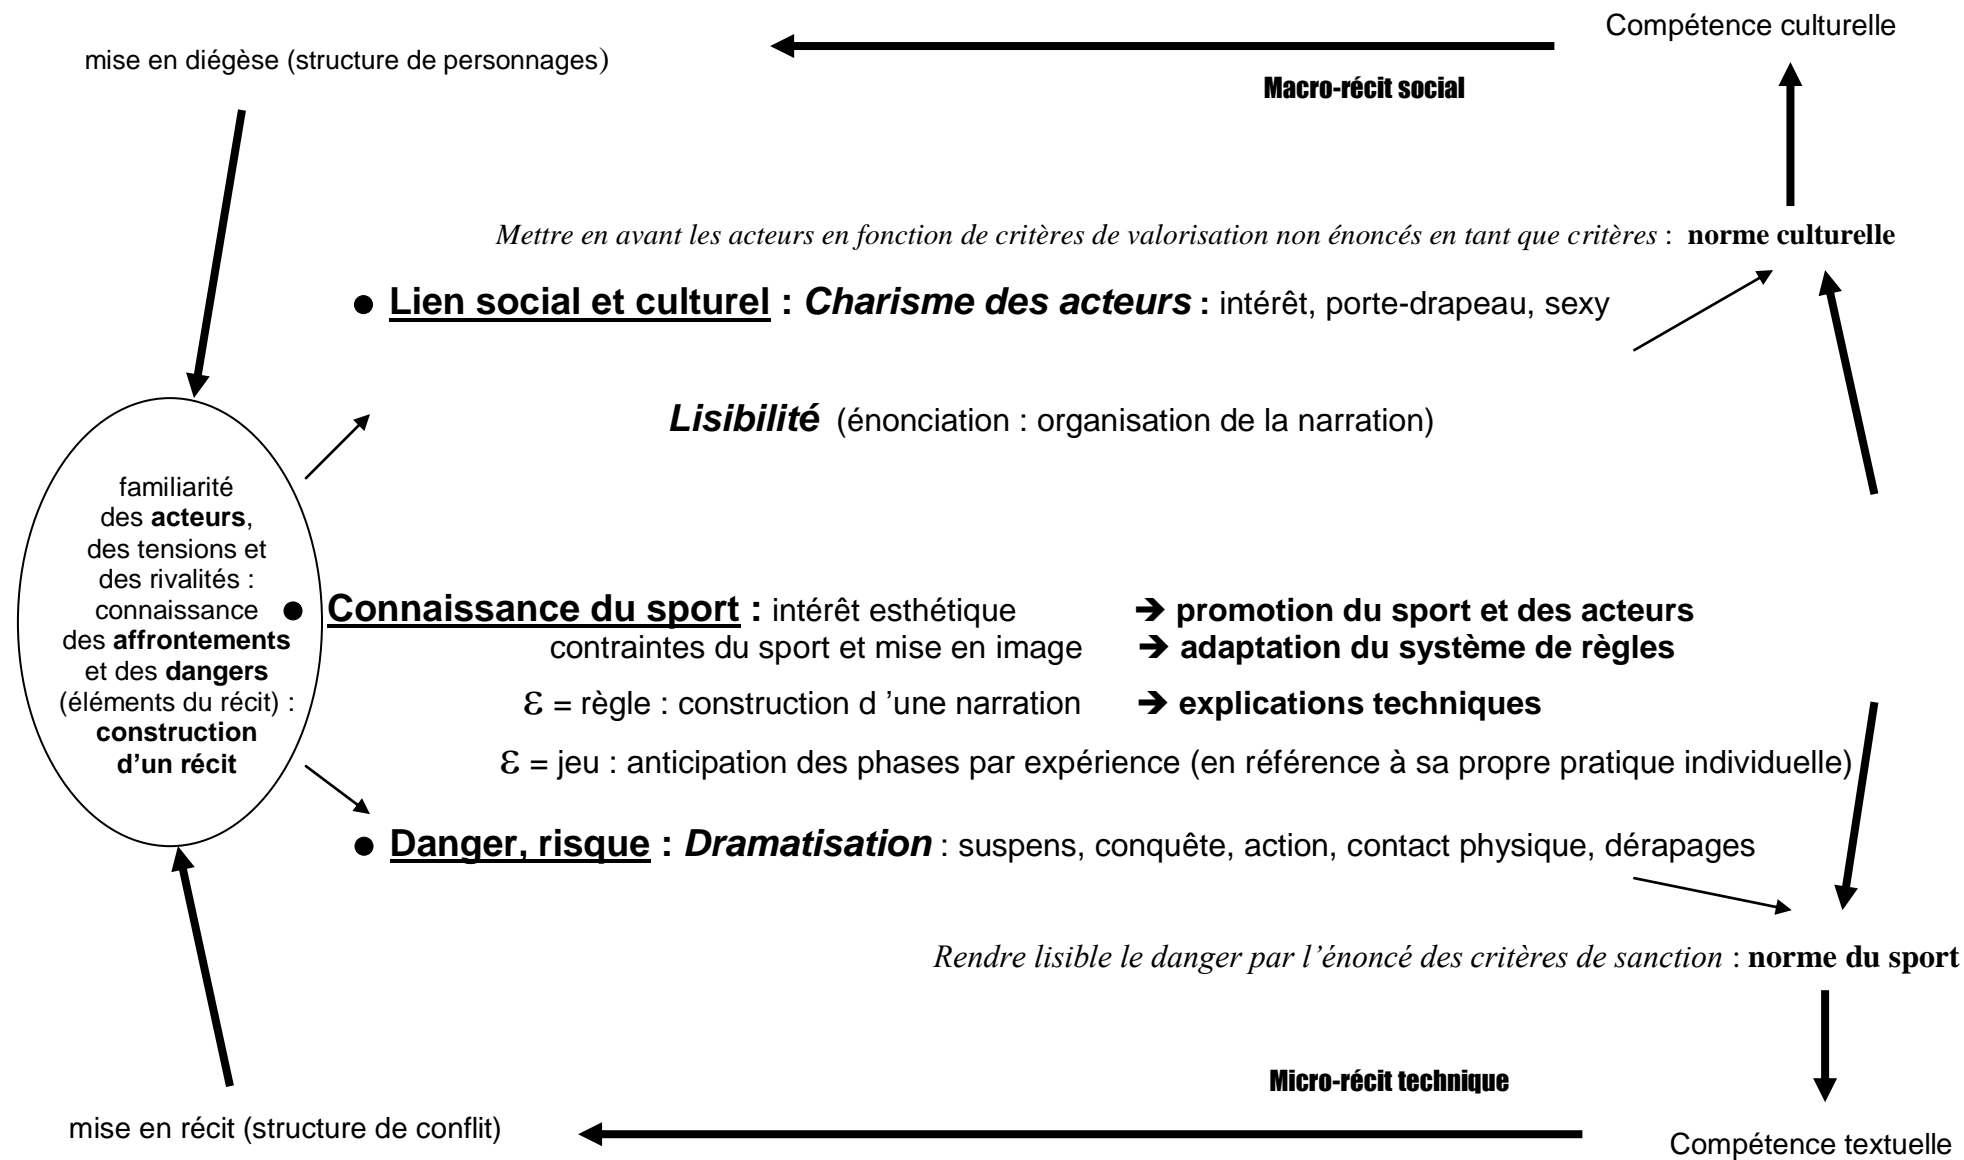 Compétence culturelle
mise en diégèse (structure de personnages)
Macro-récit social
Mettre en avant les acteurs en fonction de critères de valorisation non énoncés en tant que critères : norme culturelle
● Lien social et culturel : Charisme des acteurs : intérêt, porte-drapeau, sexy
Lisibilité (énonciation : organisation de la narration)
familiarité
des acteurs,
des tensions et
des rivalités :
connaissance
des affrontements
et des dangers
(éléments du récit) :
construction
d'un récit
● Connaissance du sport : intérêt esthétique ➔ promotion du sport et des acteurs
contraintes du sport et mise en image ➔ adaptation du système de règles
ε = règle : construction d 'une narration ➔ explications techniques
ε = jeu : anticipation des phases par expérience (en référence à sa propre pratique individuelle)
● Danger, risque : Dramatisation : suspens, conquête, action, contact physique, dérapages
Rendre lisible le danger par l'énoncé des critères de sanction : norme du sport
Micro-récit technique
mise en récit (structure de conflit)
Compétence textuelle